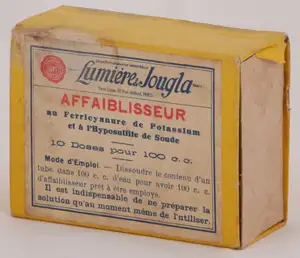 Lumière & Jougla
AFFAIBLISSEUR
au Ferricyanure de Potassium
et à l'Hyposulfite de Soude
10 Doses pour 100 c.c.
Mode d'Emploi. - Dissoudre le contenu d'un
tube dans 100 c. c. d'eau pour avoir 100 c. c.
d'affaiblisseur prêt à être employé.
Il est indispensable de ne préparer la
solution qu'au moment même de l'utiliser.